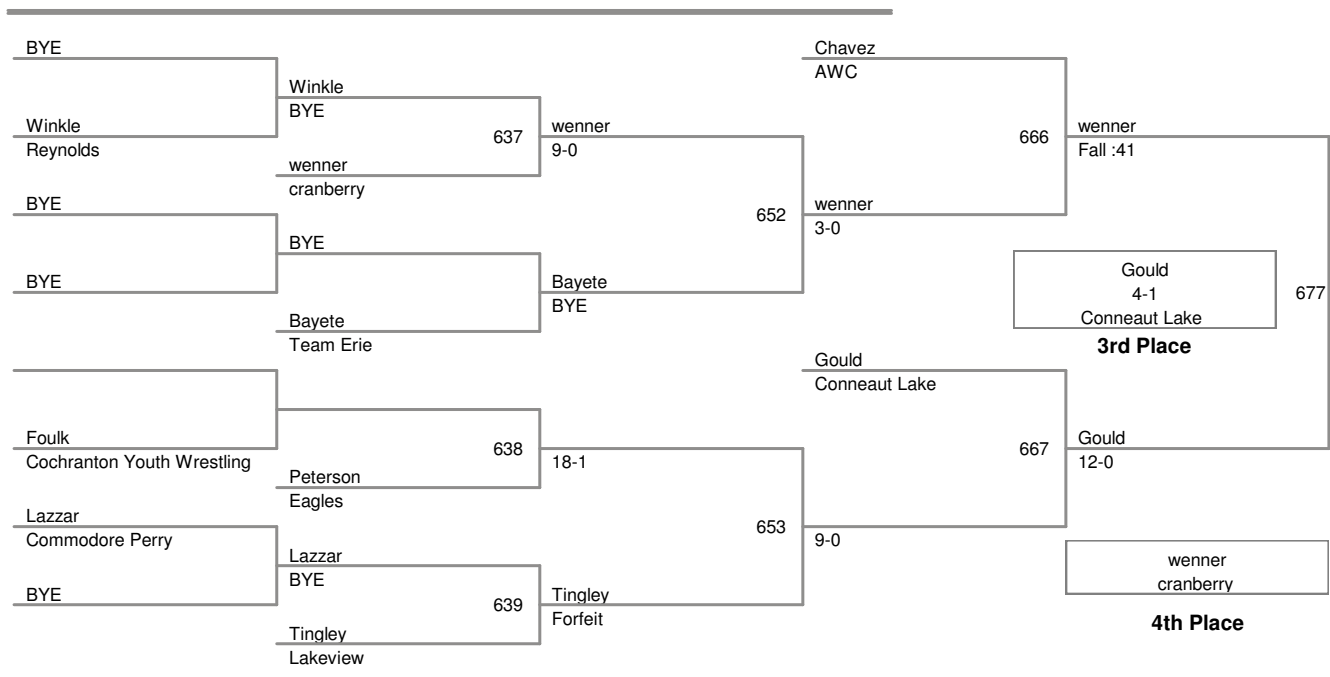 BYE
Winkle
Reynolds
BYE
BYE
Foulk
Cochranton Youth Wrestling
Lazzar
Commodore Perry
BYE
Winkle
BYE
637
wenner
cranberry
BYE
Bayete
Team Erie
638
Peterson
Eagles
Lazzar
BYE
639
Tingley
Lakeview
wenner
9-0
652
Bayete
BYE
18-1
653
Tingley
Forfeit
Chavez
AWC
666
wenner
3-0
Gould
Conneaut Lake
667
9-0
wenner
Fall :41
Gould
4-1
Conneaut Lake
3rd Place
677
Gould
12-0
wenner
cranberry
4th Place